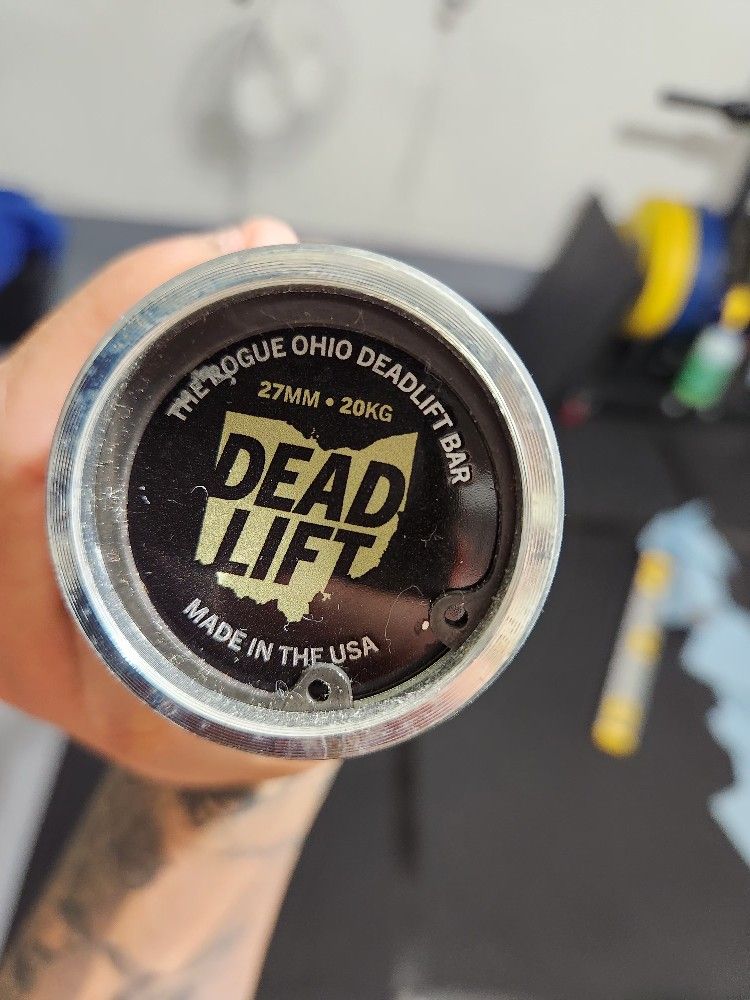 THE ROGUE OHIO DEADLIFT BAR
27MM • 20KG
DEAD
LIFT
MADE IN THE USA